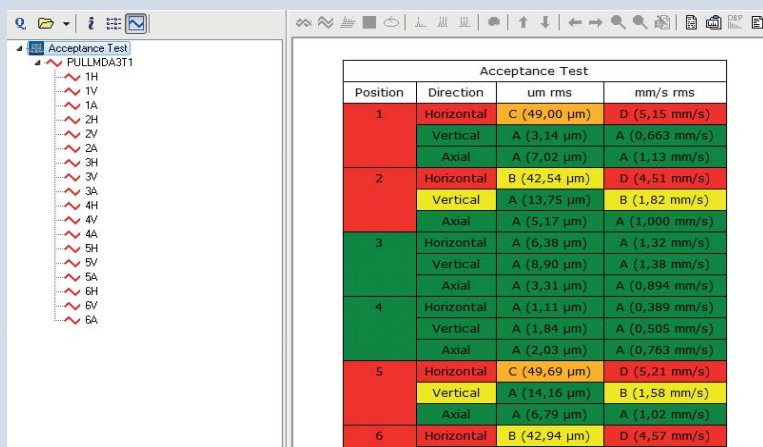 Acceptance Test
PULLMDA3T1
1H
1V
1A
2H
2V
2A
3H
3V
3A
4H
4V
4A
5H
5V
5A
6H
6V
6A
Acceptance Test
Position Direction um rms mm/s rms
1 Horizontal C (49,00 µm) D (5,15 mm/s)
Vertical A (3,14 µm) A (0,663 mm/s)
Axial A (7,02 µm) A (1,13 mm/s)
2 Horizontal B (42,54 µm) D (4,51 mm/s)
Vertical A (13,75 µm) B (1,82 mm/s)
Axial A (5,17 µm) A (1,000 mm/s)
3 Horizontal A (6,38 µm) A (1,32 mm/s)
Vertical A (8,90 µm) A (1,38 mm/s)
Axial A (3,31 µm) A (0,894 mm/s)
4 Horizontal A (1,11 µm) A (0,389 mm/s)
Vertical A (1,84 µm) A (0,505 mm/s)
Axial A (2,03 µm) A (0,763 mm/s)
5 Horizontal C (49,69 µm) D (5,21 mm/s)
Vertical A (14,16 µm) B (1,58 mm/s)
Axial A (6,79 µm) A (1,02 mm/s)
6 Horizontal B (42,94 µm) D (4,57 mm/s)